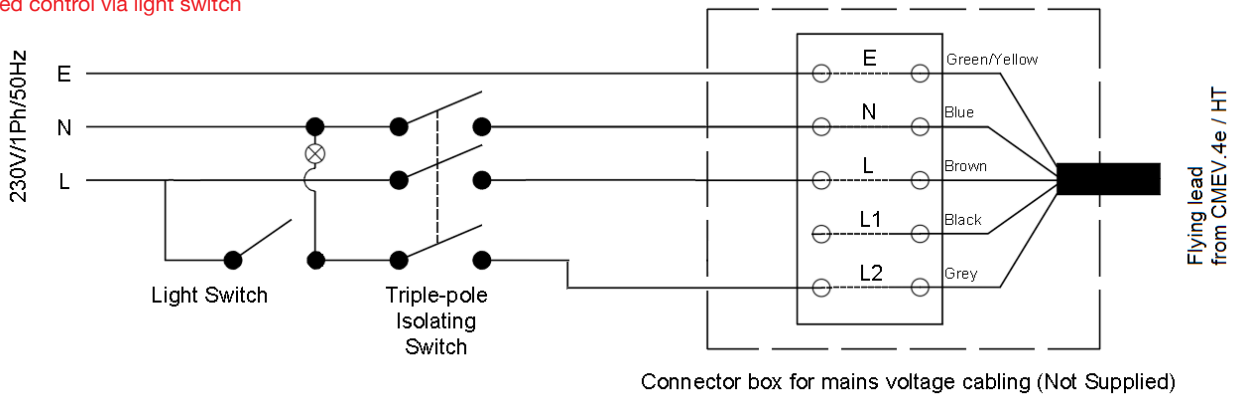 ed control via light switch
230V/1Ph/50Hz
E
N
L
Light Switch
Triple-pole
Isolating
Switch
E
N
L
L1
L2
Green/Yellow
Blue
Brown
Black
Grey
Flying lead
from CMEV.4e / HT
Connector box for mains voltage cabling (Not Supplied)